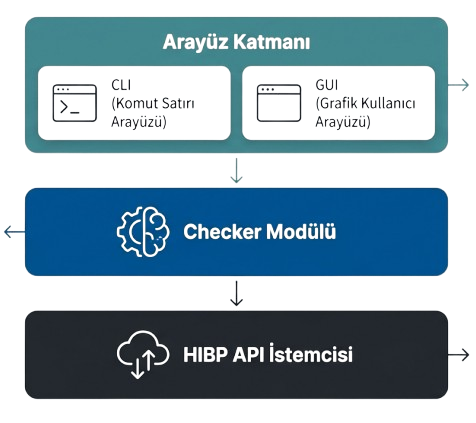 Arayüz Katmanı
CLI
(Komut Satırı
Arayüzü)
GUI
(Grafik Kullanıcı
Arayüzü)
Checker Modülü
HIBP API İstemcisi